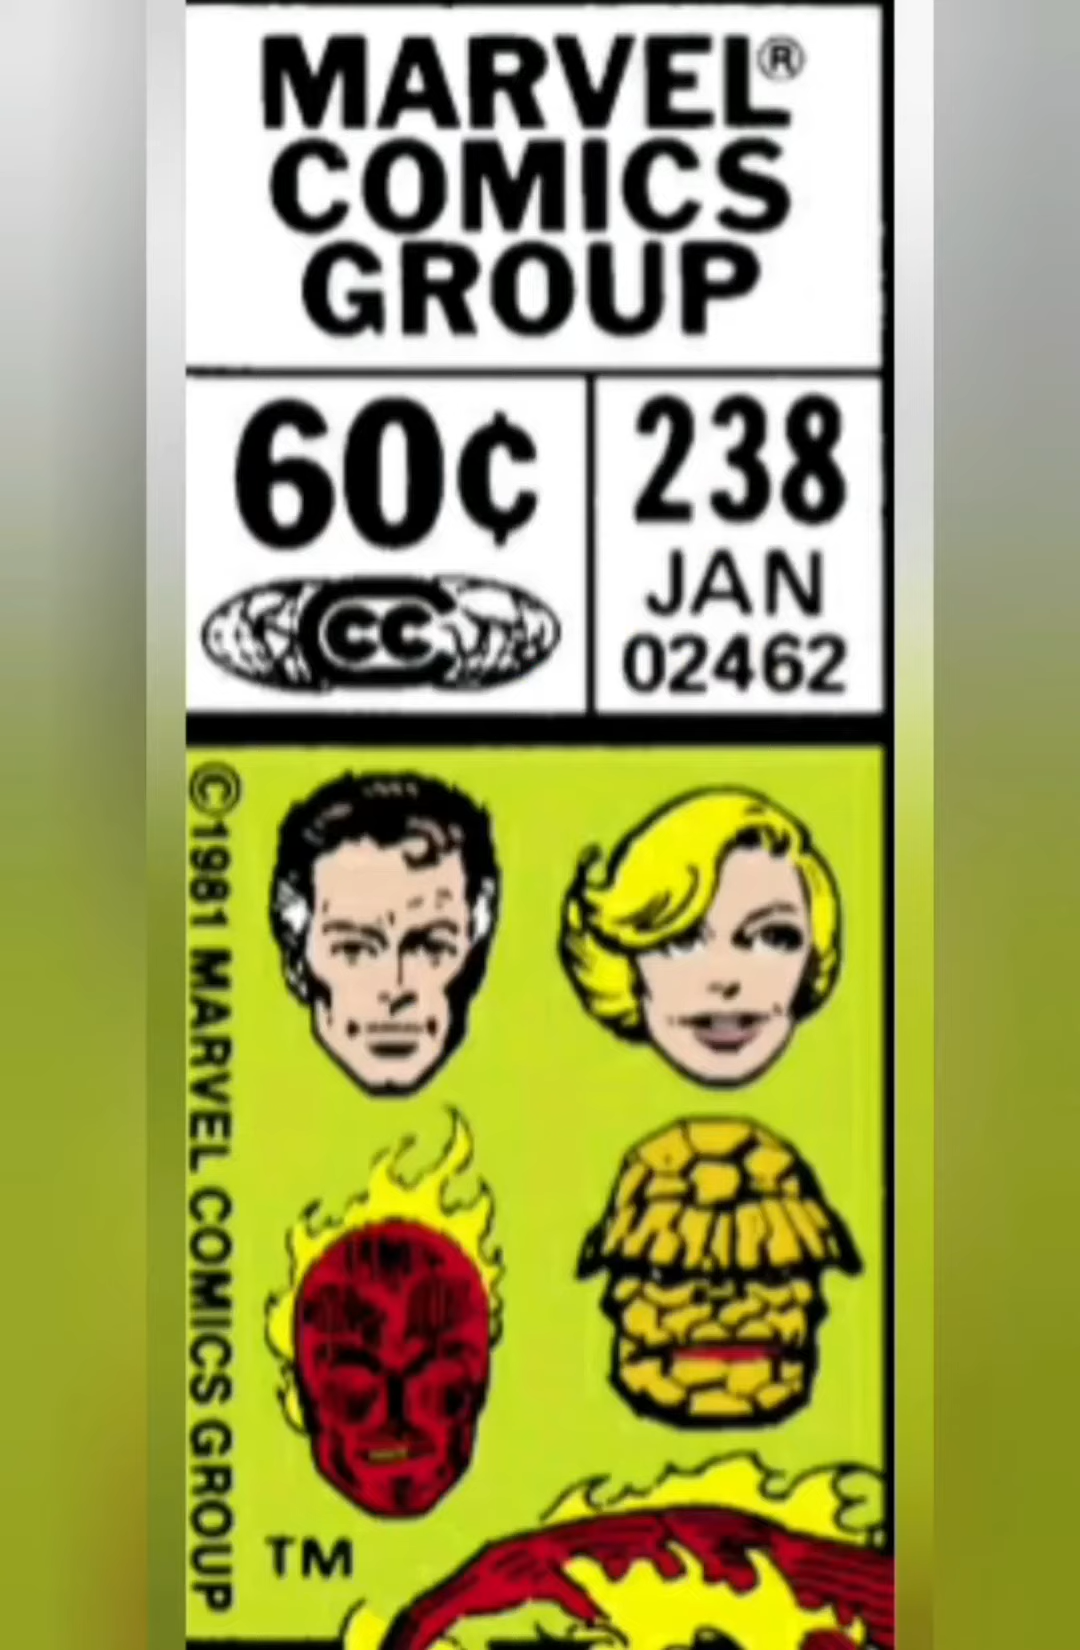 MARVEL®
COMICS
GROUP
60¢
CC
238
JAN
02462
©1981 MARVEL COMICS GROUP
TM